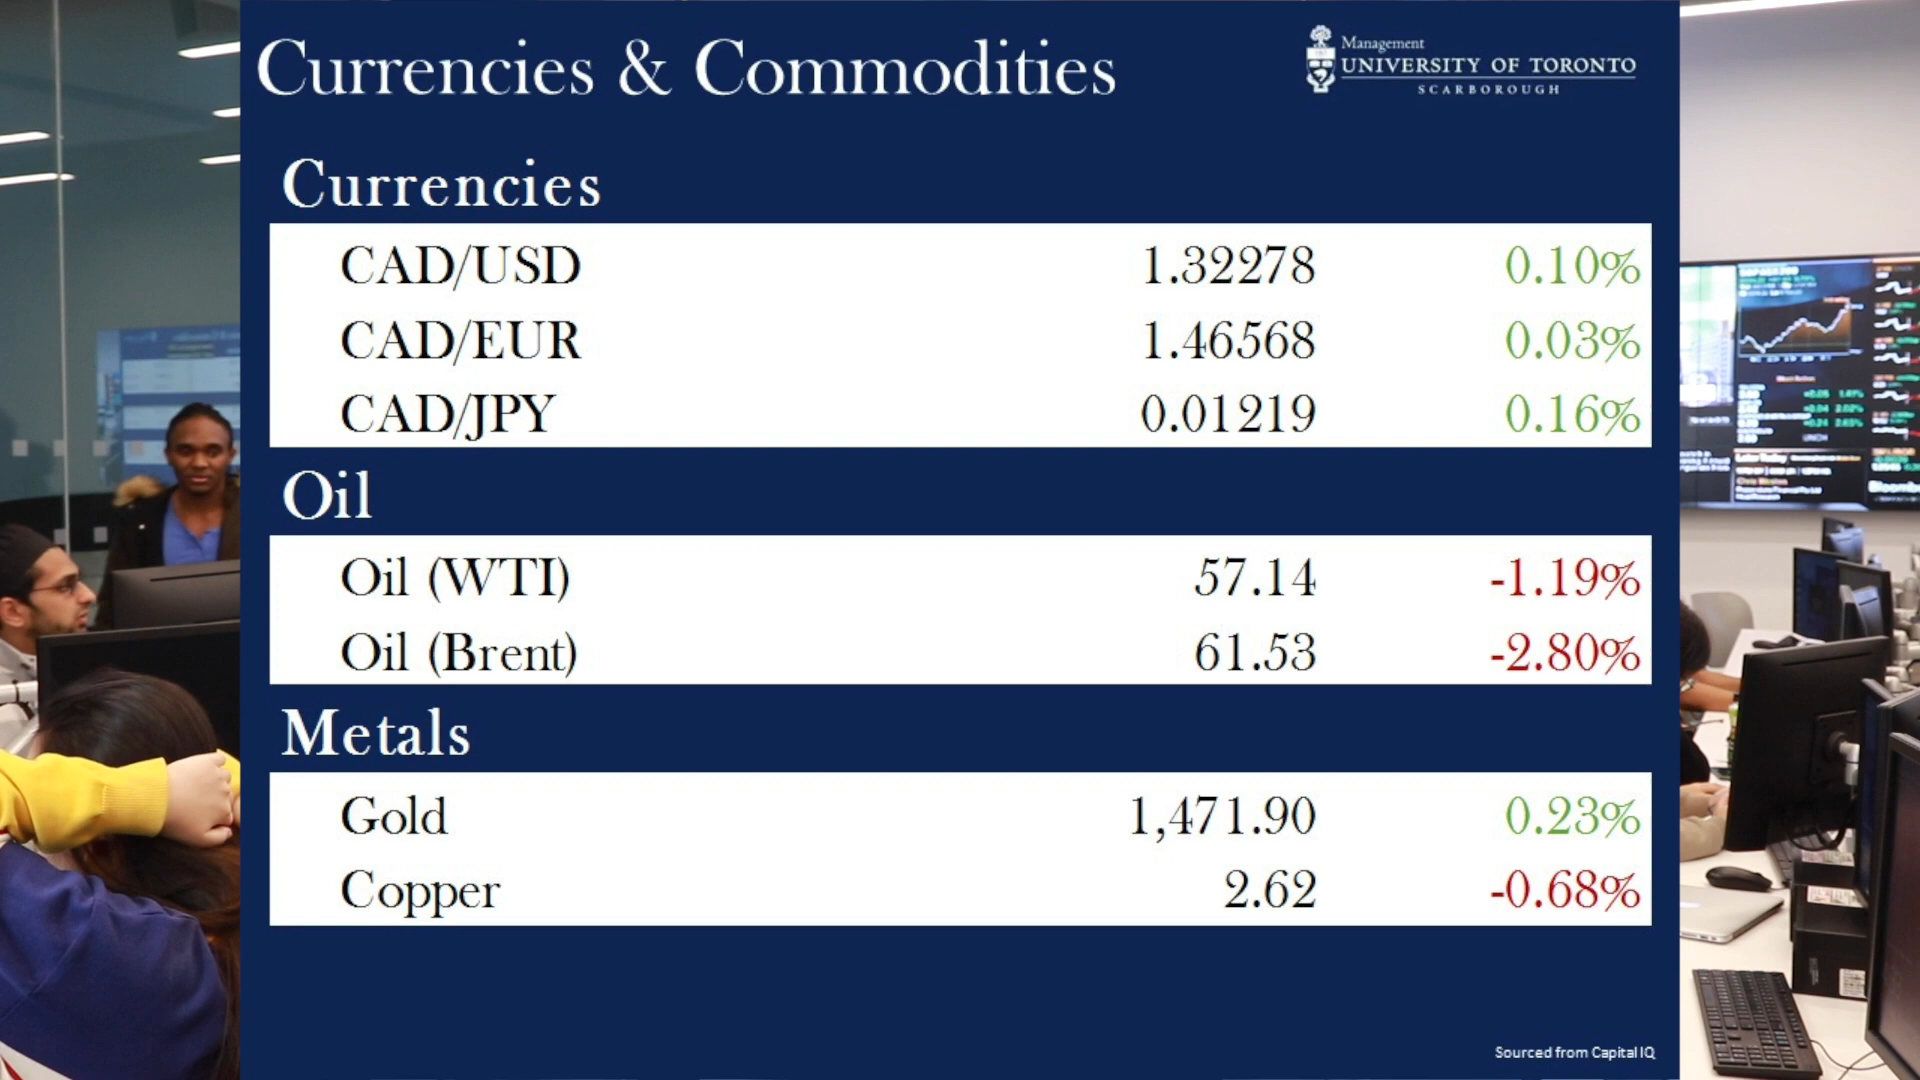 Currencies & Commodities
Management
UNIVERSITY OF TORONTO
SCARBOROUGH
Currencies
CAD/USD 1.32278 0.10%
CAD/EUR 1.46568 0.03%
CAD/JPY 0.01219 0.16%
Oil
Oil (WTI) 57.14 -1.19%
Oil (Brent) 61.53 -2.80%
Metals
Gold 1,471.90 0.23%
Copper 2.62 -0.68%
Sourced from Capital IQ